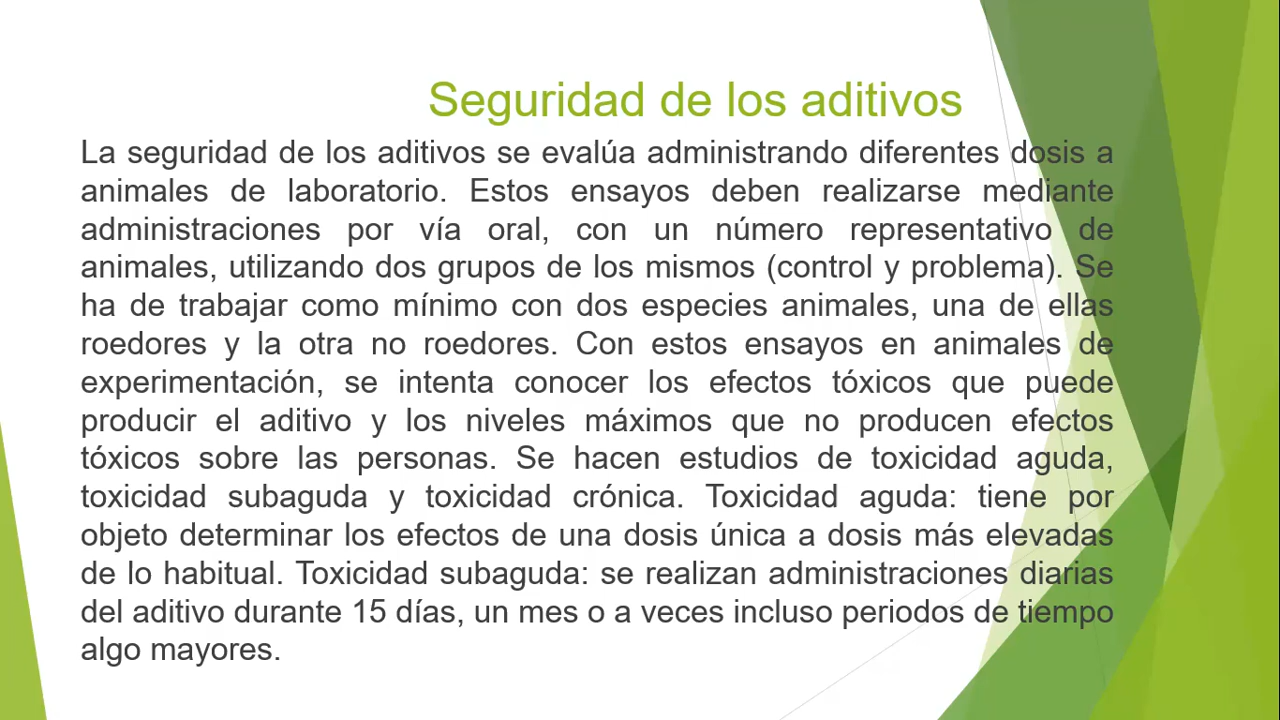 Seguridad de los aditivos
La seguridad de los aditivos se evalúa administrando diferentes dosis a
animales de laboratorio. Estos ensayos deben realizarse mediante
administraciones por vía oral, con un número representativo de
animales, utilizando dos grupos de los mismos (control y problema). Se
ha de trabajar como mínimo con dos especies animales, una de ellas
roedores y la otra no roedores. Con estos ensayos en animales de
experimentación, se intenta conocer los efectos tóxicos que puede
producir el aditivo y los niveles máximos que no producen efectos
tóxicos sobre las personas. Se hacen estudios de toxicidad aguda,
toxicidad subaguda y toxicidad crónica. Toxicidad aguda: tiene por
objeto determinar los efectos de una dosis única a dosis más elevadas
de lo habitual. Toxicidad subaguda: se realizan administraciones diarias
del aditivo durante 15 días, un mes o a veces incluso periodos de tiempo
algo mayores.